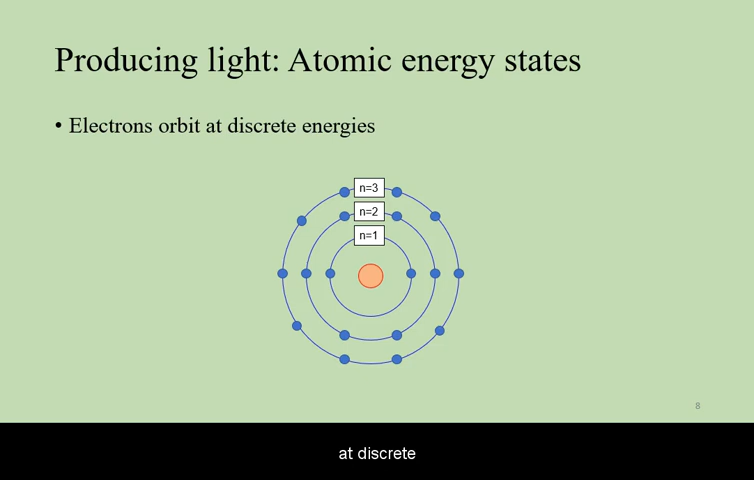 Producing light: Atomic energy states
• Electrons orbit at discrete energies
n=3
n=2
n=1
8
at discrete